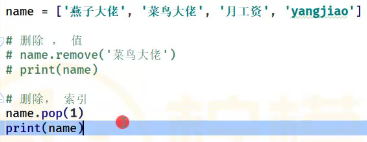 name = ['燕子大佬', '菜鸟大佬', '月工资', 'yangjiao']
# 删除 , 值
# name.remove('菜鸟大佬')
# print(name)
# 删除, 索引
name.pop(1)
print(name)